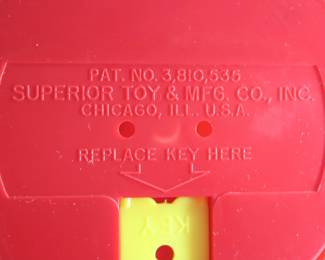 PAT. NO. 3,810,535
SUPERIOR TOY & MFG. CO., INC.
CHICAGO, ILL. U.S.A.
REPLACE KEY HERE
KEY